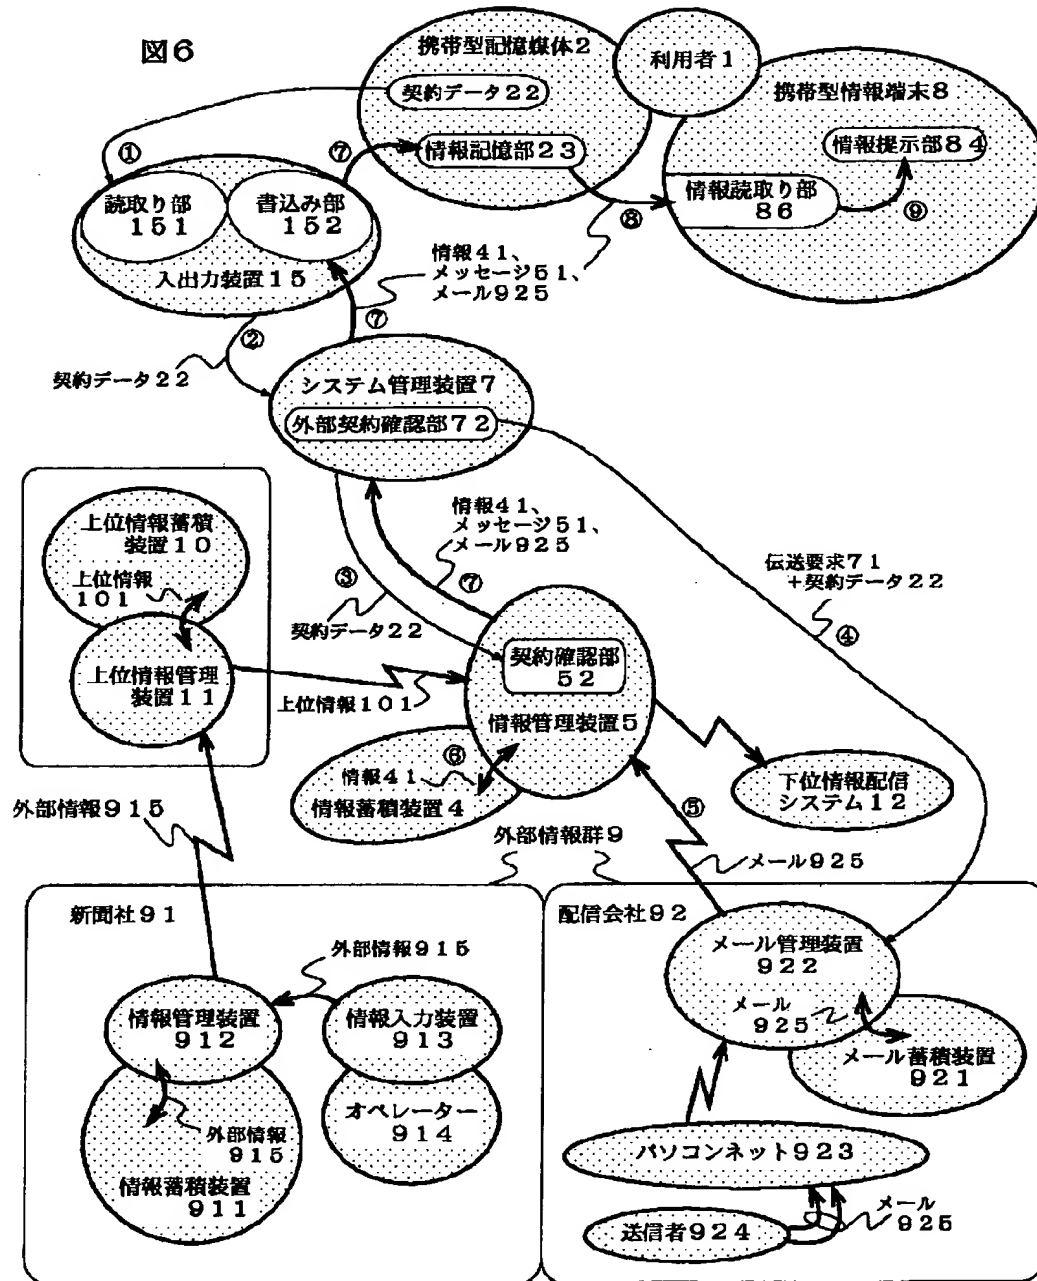 図6
携帯型記憶媒体2
利用者1
契約データ22
携帯型情報端末8
①
⑦
情報記憶部23
情報提示部84
読取り部
151
書込み部
152
情報読取り部
86
⑧
⑨
入出力装置15
情報41、
メッセージ51、
メール925
②
⑦
契約データ22
システム管理装置7
外部契約確認部72
上位情報蓄積
装置10
上位情報
101
情報41、
メッセージ51、
メール925
伝送要求71
+契約データ22
③
⑦
④
契約データ22
契約確認部
52
上位情報管理
装置11
上位情報101
情報管理装置5
⑥
情報41
情報蓄積装置4
下位情報配信
システム12
外部情報915
⑤
外部情報群9
メール925
新聞社91
配信会社92
外部情報915
メール管理装置
922
情報管理装置
912
情報入力装置
913
メール
925
メール蓄積装置
921
オペレーター
914
外部情報
915
情報蓄積装置
911
パソコンネット923
送信者924
メール
925